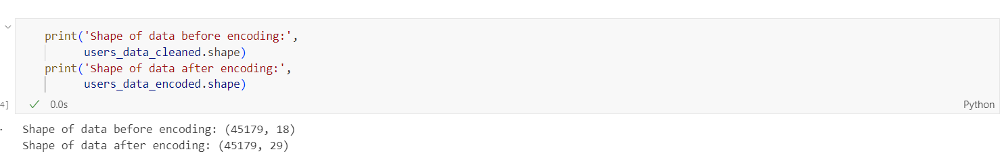 print('Shape of data before encoding:',
users_data_cleaned.shape)
print('Shape of data after encoding:',
users_data_encoded.shape)
4]
0.0s
Python
Shape of data before encoding: (45179, 18)
Shape of data after encoding: (45179, 29)